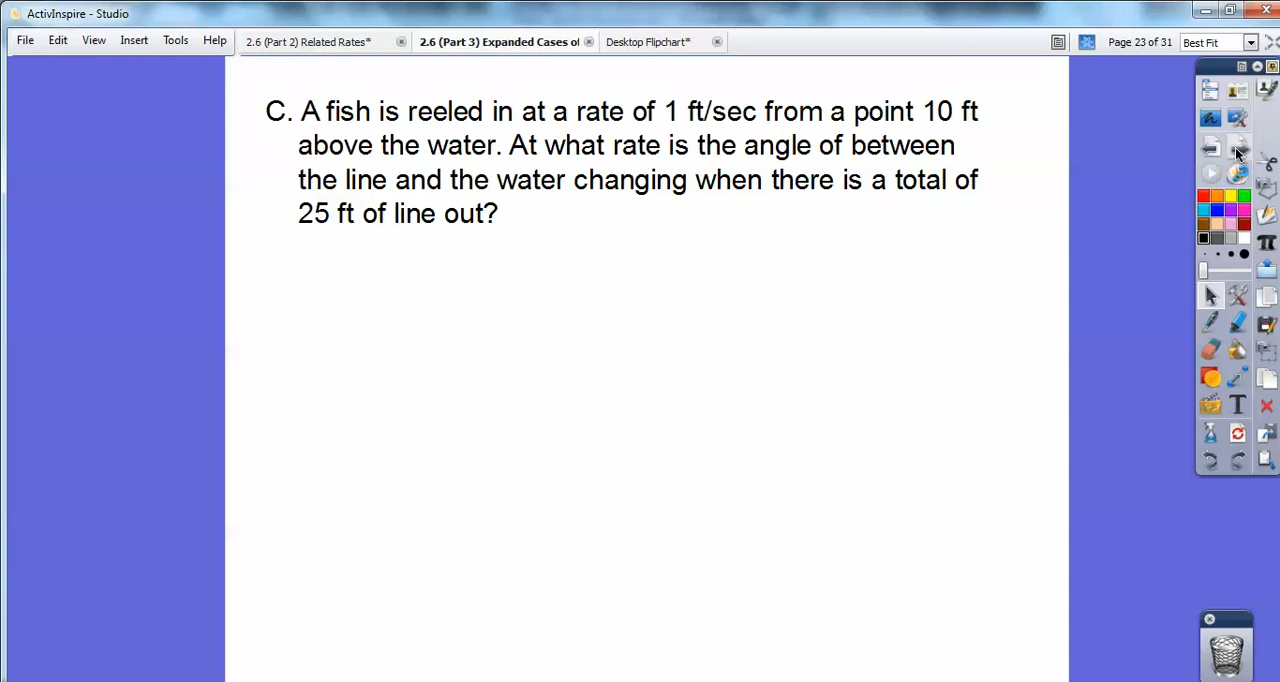 ActivInspire - Studio
File Edit View Insert Tools Help
2.6 (Part 2) Related Rates* 2.6 (Part 3) Expanded Cases of Desktop Flipchart* Page 23 of 31 Best Fit
C. A fish is reeled in at a rate of 1 ft/sec from a point 10 ft
above the water. At what rate is the angle of between
the line and the water changing when there is a total of
25 ft of line out?